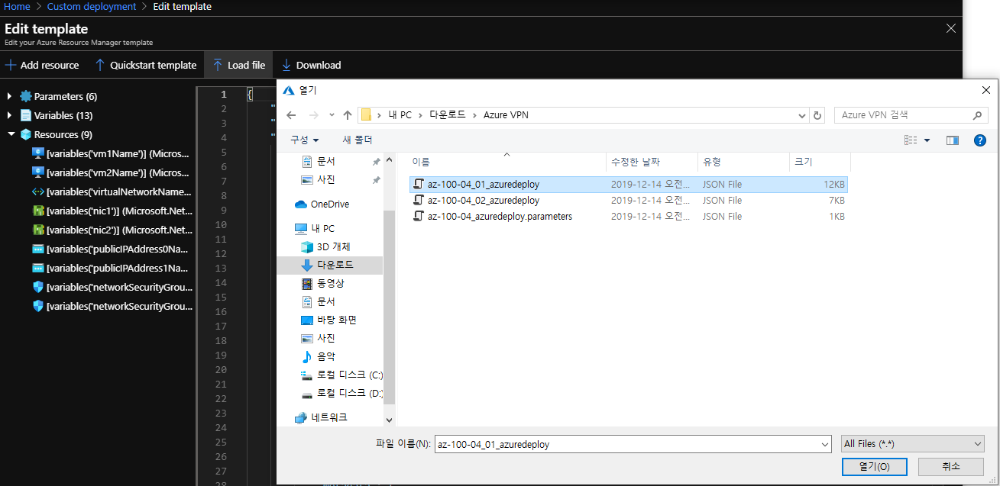 Home > Custom deployment > Edit template
Edit template
Edit your Azure Resource Manager template
Add resource Quickstart template Load file Download
Parameters (6)
Variables (13)
Resources (9)
[variables('vm1Name')] (Micros...
[variables('vm2Name')] (Micros...
[variables('virtualNetworkName...
[variables('nic1')] (Microsoft.Net...
[variables('nic2')] (Microsoft.Net...
[variables('publicIPAddress0Na...
[variables('publicIPAddress1Na...
[variables('networkSecurityGrou...
[variables('networkSecurityGrou...
1 {
2 "
3 "
4 "
5
6
7
8
9
10
11
12
13
14
15
16
17
18
19
20
21
22
23
24
25
26
27
28
열기
내 PC > 다운로드 > Azure VPN
Azure VPN 검색
구성 새 폴더
문서
사진
OneDrive
내 PC
3D 개체
다운로드
동영상
문서
바탕 화면
사진
음악
로컬 디스크 (C:)
로컬 디스크 (D:)
네트워크
이름 수정한 날짜 유형 크기
az-100-04_01_azuredeploy 2019-12-14 오전... JSON File 12KB
az-100-04_02_azuredeploy 2019-12-14 오전... JSON File 7KB
az-100-04_azuredeploy.parameters 2019-12-14 오전... JSON File 1KB
파일 이름(N): az-100-04_01_azuredeploy All Files (*.*)
열기(O) 취소